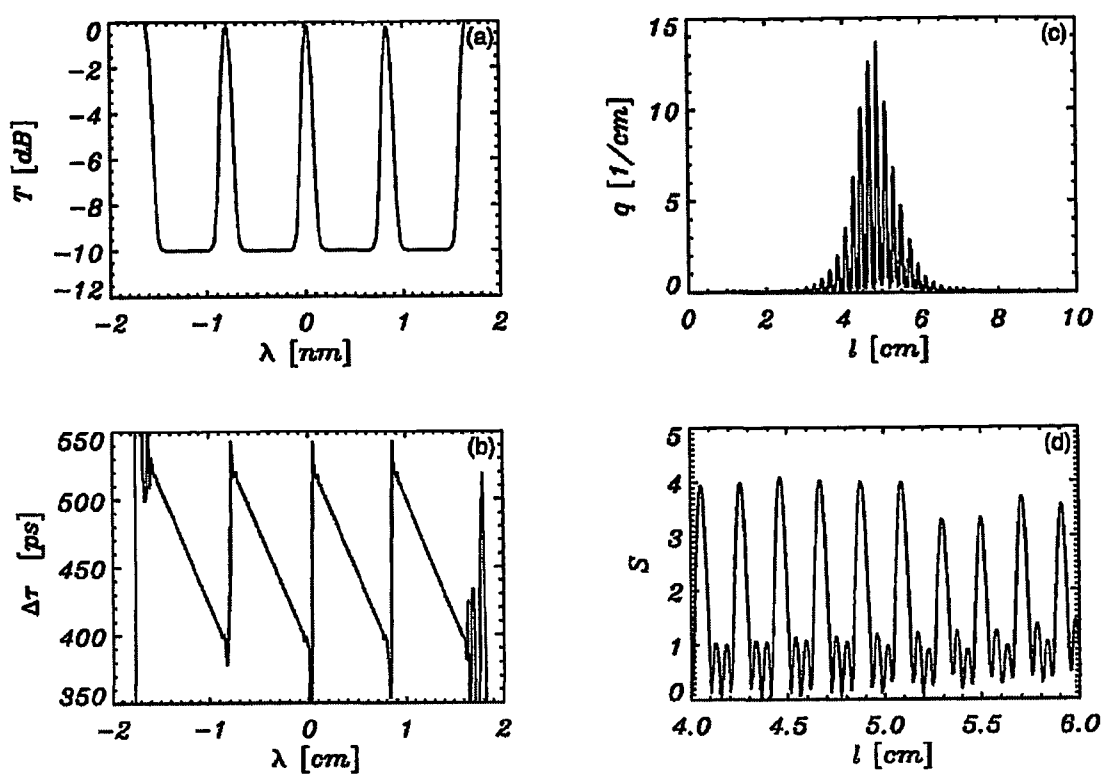 (a)
0
−2
−4
−6
−8
−10
−12
T [dB]
−2 −1 0 1 2
λ [nm]
(c)
15
10
5
0
q [1/cm]
0 2 4 6 8 10
l [cm]
(b)
550
500
450
400
350
Δτ [ps]
−2 −1 0 1 2
λ [cm]
(d)
5
4
3
2
1
0
S
4.0 4.5 5.0 5.5 6.0
l [cm]